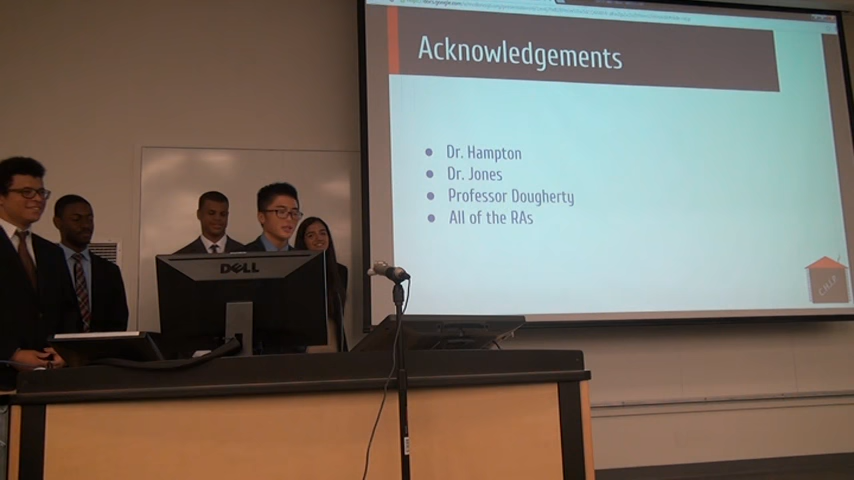 Acknowledgements
● Dr. Hampton
● Dr. Jones
● Professor Dougherty
● All of the RAs
C.H.I.P
DELL